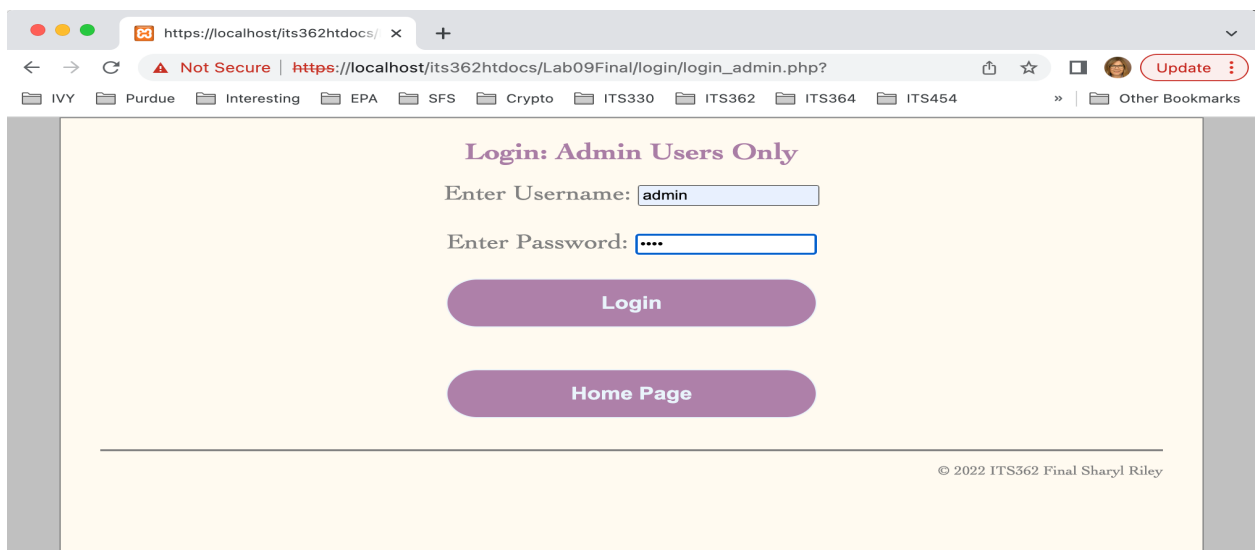 https://localhost/its362htdocs/
Not Secure | https://localhost/its362htdocs/Lab09Final/login/login_admin.php? Update
IVY Purdue Interesting EPA SFS Crypto ITS330 ITS362 ITS364 ITS454 » Other Bookmarks
Login: Admin Users Only
Enter Username: admin
Enter Password: ••••
Login
Home Page
© 2022 ITS362 Final Sharyl Riley